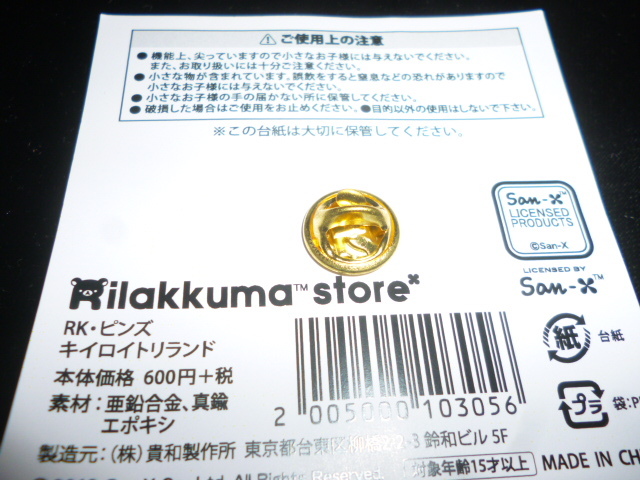 ⚠ ご使用上の注意
●機能上、尖っていますので小さなお子様には与えないでください。
また、お取り扱いには十分ご注意ください。
●小さな物が含まれています。誤飲をすると窒息などの恐れがありますので
小さなお子様には与えないでください。
●小さなお子様の手の届かない所に保管してください。
●破損した場合はご使用をお止めください。●目的以外の使用はしないで下さい。
※この台紙は大切に保管してください。
San-X™
LICENSED
PRODUCTS
©San-X
LICENSED BY
San-X™
Rilakkuma™ store
RK・ピンズ
キイロイトリランド
本体価格 600円+税
素材：亜鉛合金、真鍮
エポキシ
2 005000 103056
紙 台紙
プラ 袋:P
製造元：(株)貴和製作所 東京都台東区柳橋2-2-3 鈴和ビル 5F
All Rights Reserved.
対象年齢15才以上
MADE IN CH